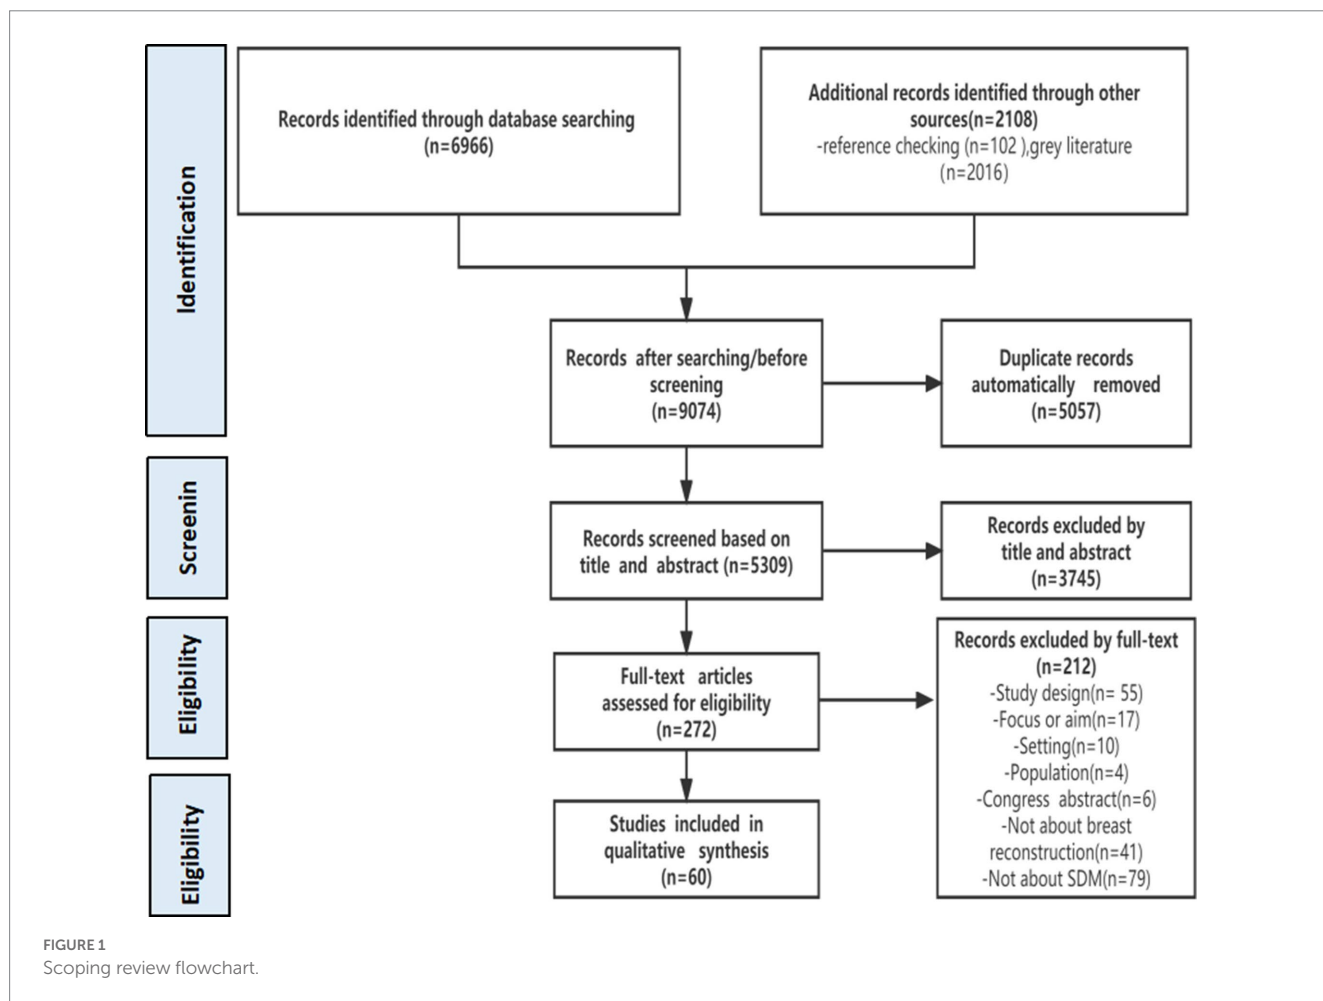 Identification
Records identified through database searching
(n=6966)
Additional records identified through other
sources(n=2108)
-reference checking (n=102 ),grey literature
(n=2016)
Records after searching/before
screening
(n=9074)
Duplicate records
automatically removed
(n=5057)
Screenin
Records screened based on
title and abstract (n=5309)
Records excluded by
title and abstract
(n=3745)
Eligibility
Full-text articles
assessed for eligibility
(n=272)
Records excluded by full-text
(n=212)
-Study design(n= 55)
-Focus or aim(n=17)
-Setting(n=10)
-Population(n=4)
-Congress abstract(n=6)
-Not about breast
reconstruction(n=41)
-Not about SDM(n=79)
Eligibility
Studies included in
qualitative synthesis
(n=60)
FIGURE 1
Scoping review flowchart.